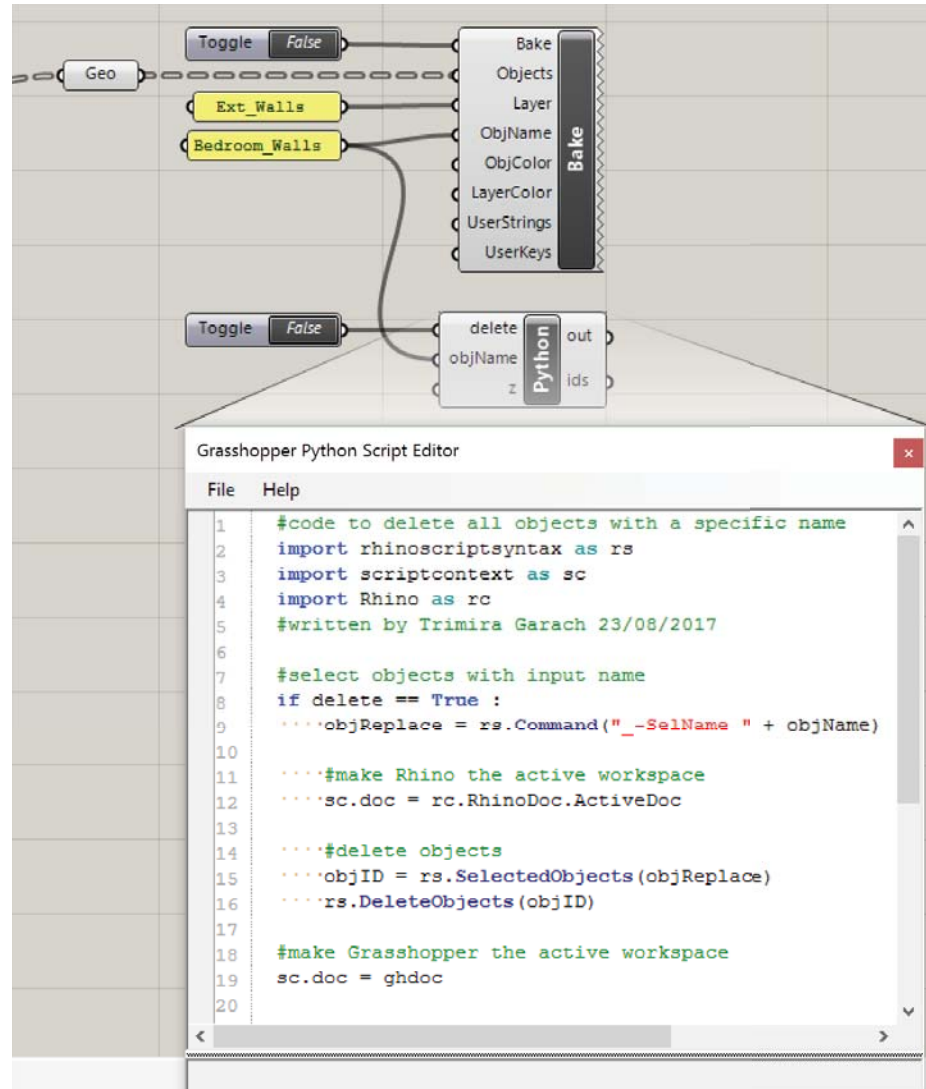 Toggle False
Bake
Geo
Objects
Ext_Walls
Layer
Bedroom_Walls
ObjName
ObjColor
LayerColor
UserStrings
UserKeys
Bake
Toggle False
delete
objName
z
Python
out
ids
Grasshopper Python Script Editor
×
File Help
1 #code to delete all objects with a specific name
2 import rhinoscriptsyntax as rs
3 import scriptcontext as sc
4 import Rhino as rc
5 #written by Trimira Garach 23/08/2017
6
7 #select objects with input name
8 if delete == True :
9 ····objReplace = rs.Command("_-SelName " + objName)
10
11 ····#make Rhino the active workspace
12 ····sc.doc = rc.RhinoDoc.ActiveDoc
13
14 ····#delete objects
15 ····objID = rs.SelectedObjects(objReplace)
16 ····rs.DeleteObjects(objID)
17
18 #make Grasshopper the active workspace
19 sc.doc = ghdoc
20